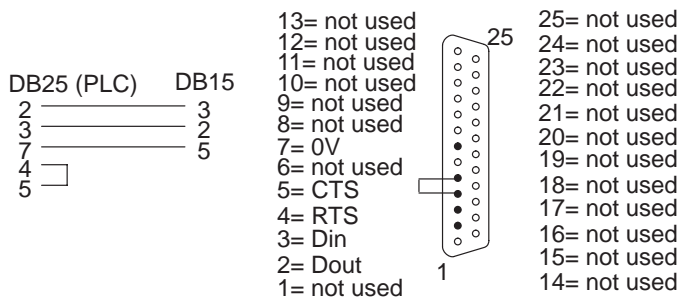 DB25 (PLC) DB15
2 3
3 2
7 5
4
5
13= not used
12= not used
11= not used
10= not used
9= not used
8= not used
7= 0V
6= not used
5= CTS
4= RTS
3= Din
2= Dout
1= not used
25
1
25= not used
24= not used
23= not used
22= not used
21= not used
20= not used
19= not used
18= not used
17= not used
16= not used
15= not used
14= not used